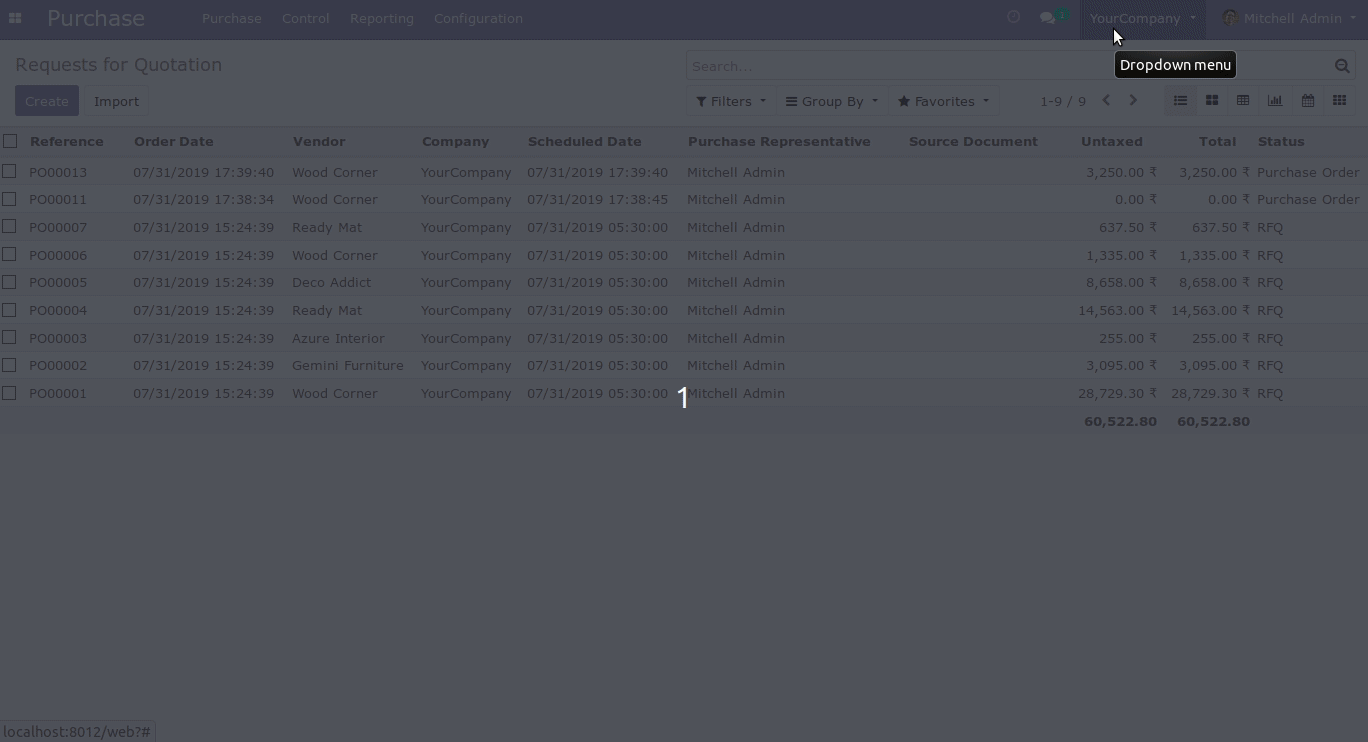 Purchase Purchase Control Reporting Configuration 3 YourCompany Mitchell Admin
Dropdown menu
Requests for Quotation Search...
Create Import Filters Group By Favorites 1-9 / 9
Reference Order Date Vendor Company Scheduled Date Purchase Representative Source Document Untaxed Total Status
PO00013 07/31/2019 17:39:40 Wood Corner YourCompany 07/31/2019 17:39:40 Mitchell Admin 3,250.00 ₹ 3,250.00 ₹ Purchase Order
PO00011 07/31/2019 17:38:34 Wood Corner YourCompany 07/31/2019 17:38:45 Mitchell Admin 0.00 ₹ 0.00 ₹ Purchase Order
PO00007 07/31/2019 15:24:39 Ready Mat YourCompany 07/31/2019 05:30:00 Mitchell Admin 637.50 ₹ 637.50 ₹ RFQ
PO00006 07/31/2019 15:24:39 Wood Corner YourCompany 07/31/2019 05:30:00 Mitchell Admin 1,335.00 ₹ 1,335.00 ₹ RFQ
PO00005 07/31/2019 15:24:39 Deco Addict YourCompany 07/31/2019 05:30:00 Mitchell Admin 8,658.00 ₹ 8,658.00 ₹ RFQ
PO00004 07/31/2019 15:24:39 Ready Mat YourCompany 07/31/2019 05:30:00 Mitchell Admin 14,563.00 ₹ 14,563.00 ₹ RFQ
PO00003 07/31/2019 15:24:39 Azure Interior YourCompany 07/31/2019 05:30:00 Mitchell Admin 255.00 ₹ 255.00 ₹ RFQ
PO00002 07/31/2019 15:24:39 Gemini Furniture YourCompany 07/31/2019 05:30:00 Mitchell Admin 3,095.00 ₹ 3,095.00 ₹ RFQ
PO00001 07/31/2019 15:24:39 Wood Corner YourCompany 07/31/2019 05:30:00 Mitchell Admin 28,729.30 ₹ 28,729.30 ₹ RFQ
1
60,522.80 60,522.80
localhost:8012/web?#